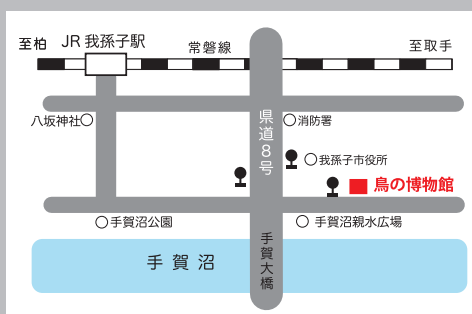 至柏
JR 我孫子駅
常磐線
至取手
八坂神社
県道8号
消防署
我孫子市役所
鳥の博物館
手賀沼公園
手賀沼親水広場
手賀沼
手賀大橋